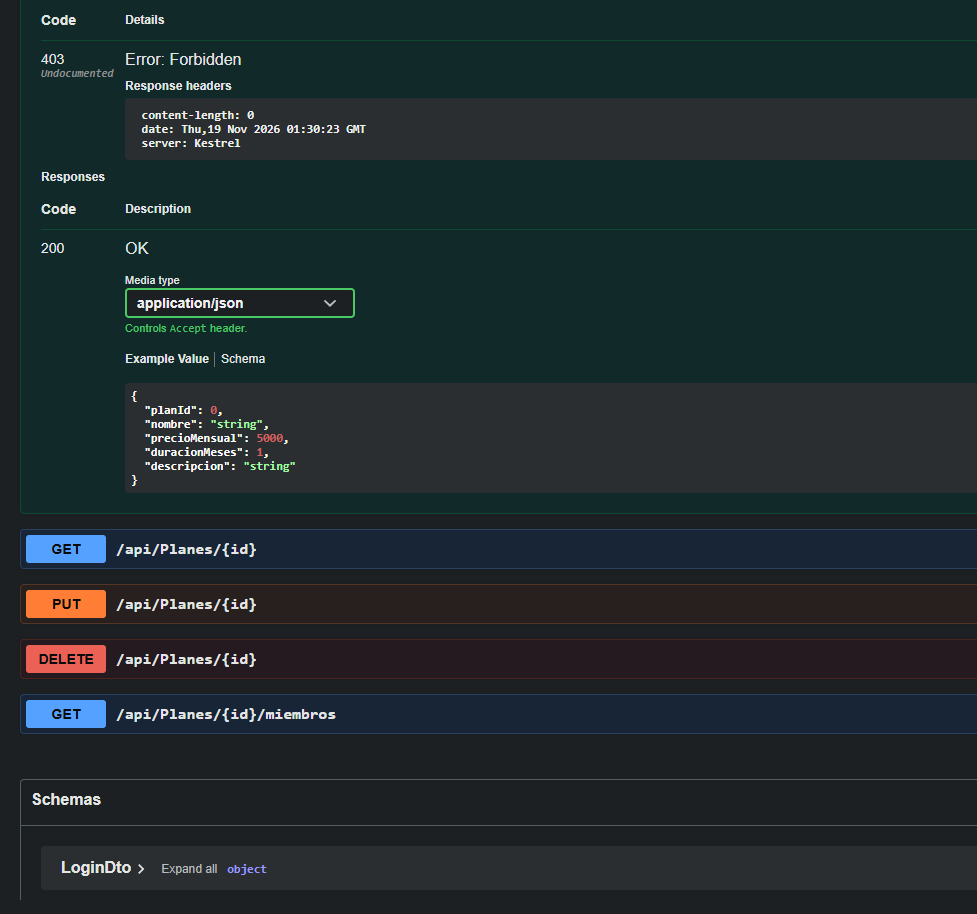 Code Details
403 Error: Forbidden
Undocumented
Response headers
content-length: 0
date: Thu,19 Nov 2026 01:30:23 GMT
server: Kestrel
Responses
Code Description
200 OK
Media type
application/json
Controls Accept header.
Example Value Schema
{
"planId": 0,
"nombre": "string",
"precioMensual": 5000,
"duracionMeses": 1,
"descripcion": "string"
}
GET /api/Planes/{id}
PUT /api/Planes/{id}
DELETE /api/Planes/{id}
GET /api/Planes/{id}/miembros
Schemas
LoginDto Expand all object